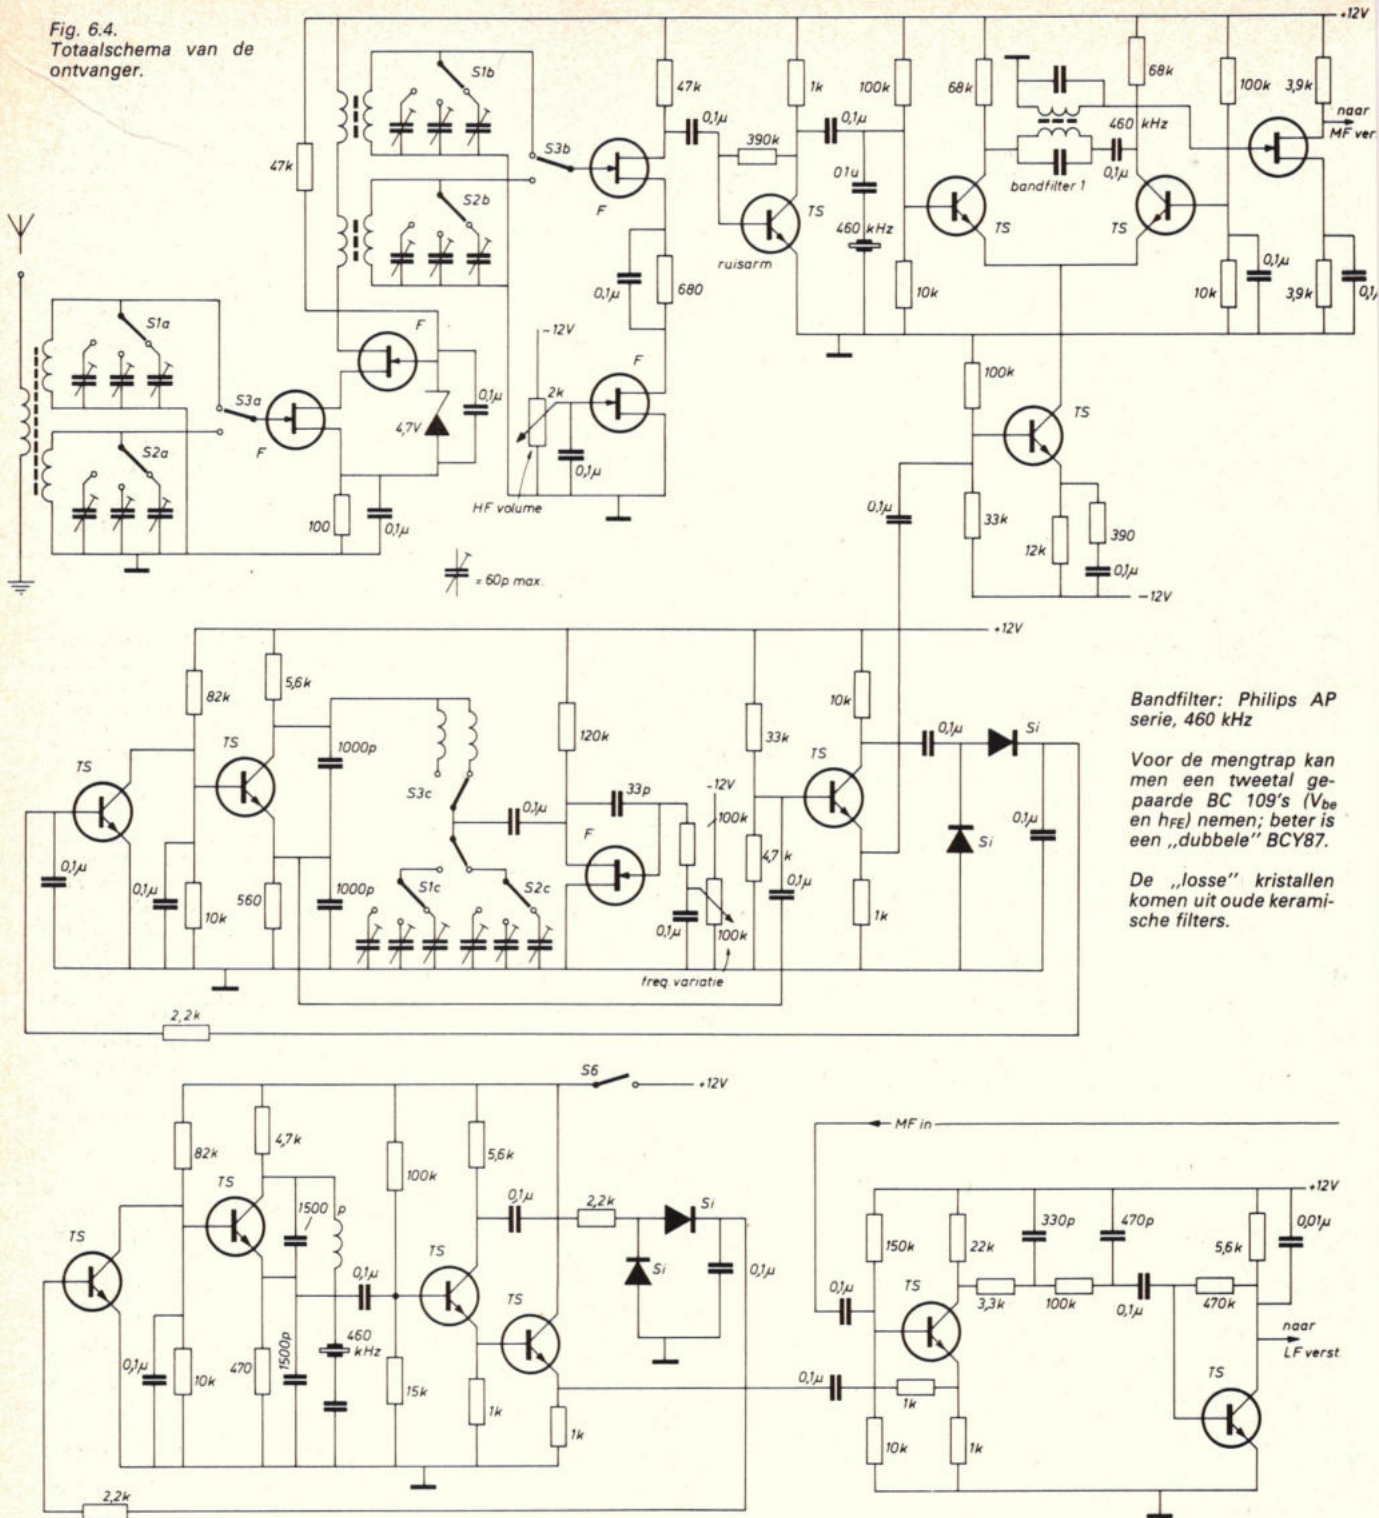 Fig. 6.4.
Totaalschema van de
ontvanger.
+12V
S1b
S2b
S3b
F
47k
47k
0,1µ
390k
1k
0,1µ
100k
01u
460 kHz
TS
ruisarm
68k
68k
460 kHz
0,1µ
bandfilter 1
TS
TS
100k
3,9k
naar
MF ver
10k
10k
0,1µ
3,9k
0,1
0,1µ
680
-12V
2k
F
0,1µ
HF volume
S1a
S2a
S3a
F
F
4,7V
0,1µ
100
0,1µ
= 60p max.
100k
TS
0,1µ
33k
12k
390
0,1µ
-12V
+12V
82k
5,6k
TS
TS
1000p
1000p
0,1µ
0,1µ
10k
560
S3c
S1c
S2c
0,1µ
120k
33p
F
-12V
100k
0,1µ
100k
freq. variatie
33k
4,7k
0,1µ
TS
10k
1k
0,1µ
Si
Si
0,1µ
2,2k
Bandfilter: Philips AP
serie, 460 kHz
Voor de mengtrap kan
men een tweetal ge-
paarde BC 109's (Vbe
en hFE) nemen; beter is
een „dubbele" BCY87.
De „losse" kristallen
komen uit oude kerami-
sche filters.
S6
+12V
82k
4,7k
TS
TS
1500
p
1500p
0,1µ
10k
470
0,1µ
460
kHz
100k
15k
5,6k
TS
TS
0,1µ
2,2k
Si
Si
0,1µ
1k
1k
2,2k
MF in
+12V
150k
22k
330p
470p
5,6k
0,01µ
0,1µ
TS
3,3k
100k
0,1µ
470k
naar
LF verst.
TS
0,1µ
1k
10k
1k